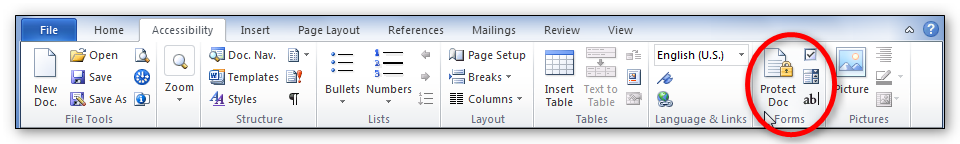 File Home Accessibility Insert Page Layout References Mailings Review View
Open Doc. Nav. Page Setup English (U.S.)
Save Templates Breaks
New Doc. Save As Zoom Styles Bullets Numbers Columns Insert Table Text to Table Protect Doc ab Picture
File Tools Structure Lists Layout Tables Language & Links Forms Pictures